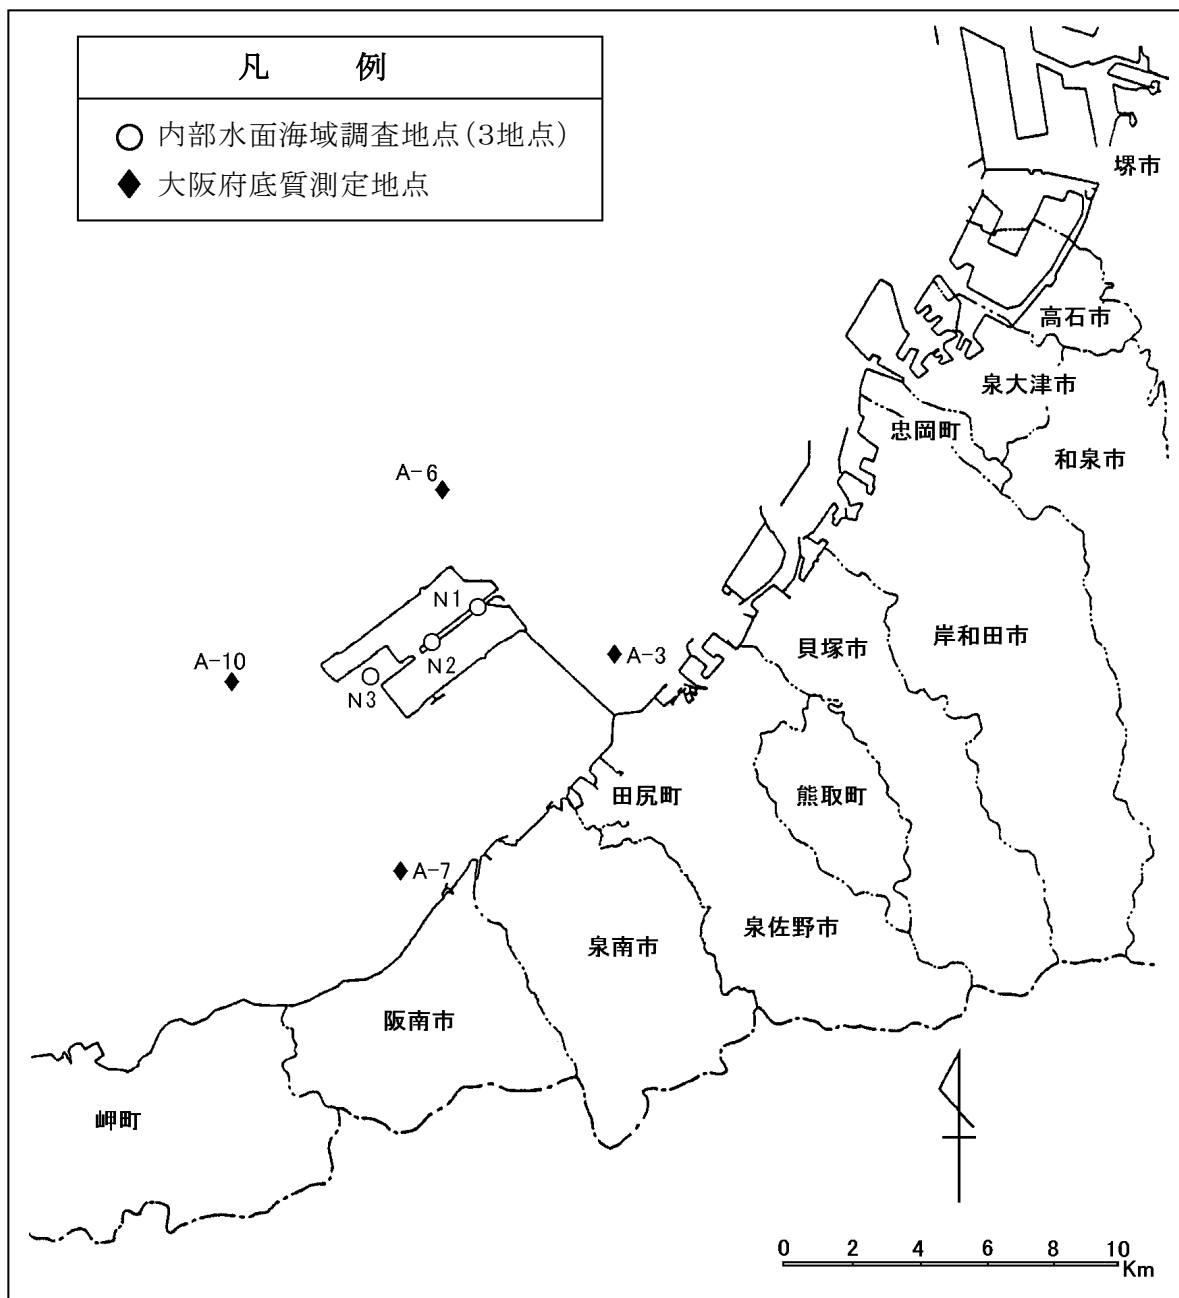 凡 例
内部水面海域調査地点(3地点)
大阪府底質測定地点
堺市
高石市
泉大津市
忠岡町
和泉市
A-6
N1
岸和田市
貝塚市
A-3
N2
A-10
N3
田尻町
熊取町
A-7
泉佐野市
泉南市
阪南市
岬町
0 2 4 6 8 10
Km